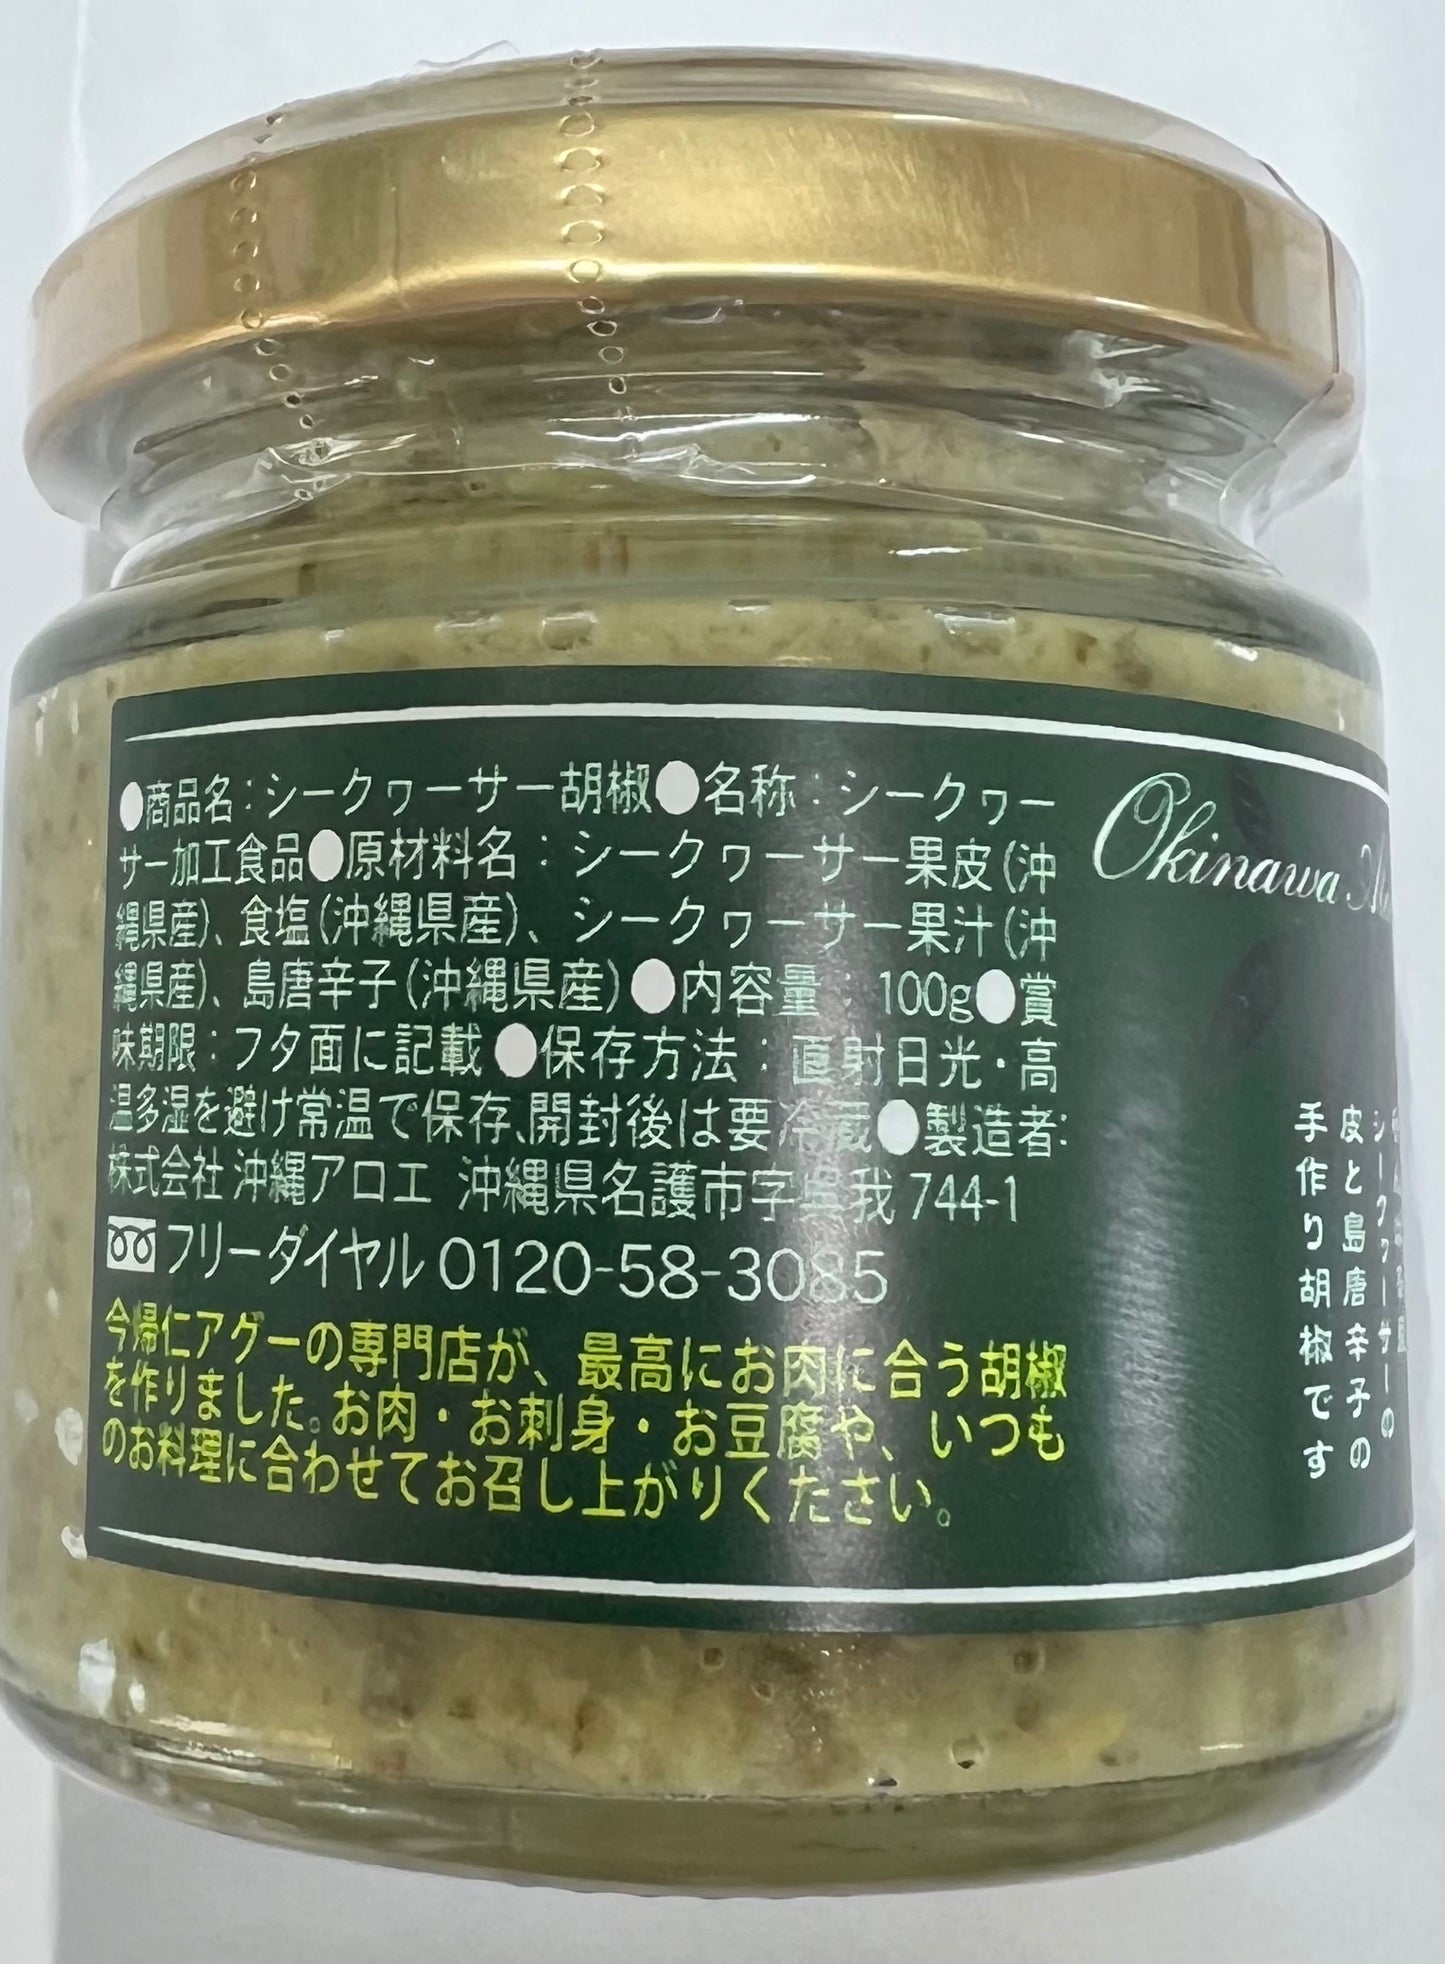 ●商品名：シークヮーサー胡椒●名称：シークヮー
サー加工食品●原材料名：シークヮーサー果皮(沖
縄県産)、食塩(沖縄県産)、シークヮーサー果汁(沖
縄県産)、島唐辛子(沖縄県産)●内容量：100g●賞
味期限：フタ面に記載●保存方法：直射日光・高
温多湿を避け常温で保存、開封後は要冷蔵●製造者:
株式会社 沖縄アロエ 沖縄県名護市字呉我744-1
フリーダイヤル 0120-58-3085
今帰仁アグーの専門店が、最高にお肉に合う胡椒
を作りました。お肉・お刺身・お豆腐や、いつも
のお料理に合わせてお召し上がりください。
Okinawa
シークヮーサーの
皮と島唐辛子の
手作り胡椒です